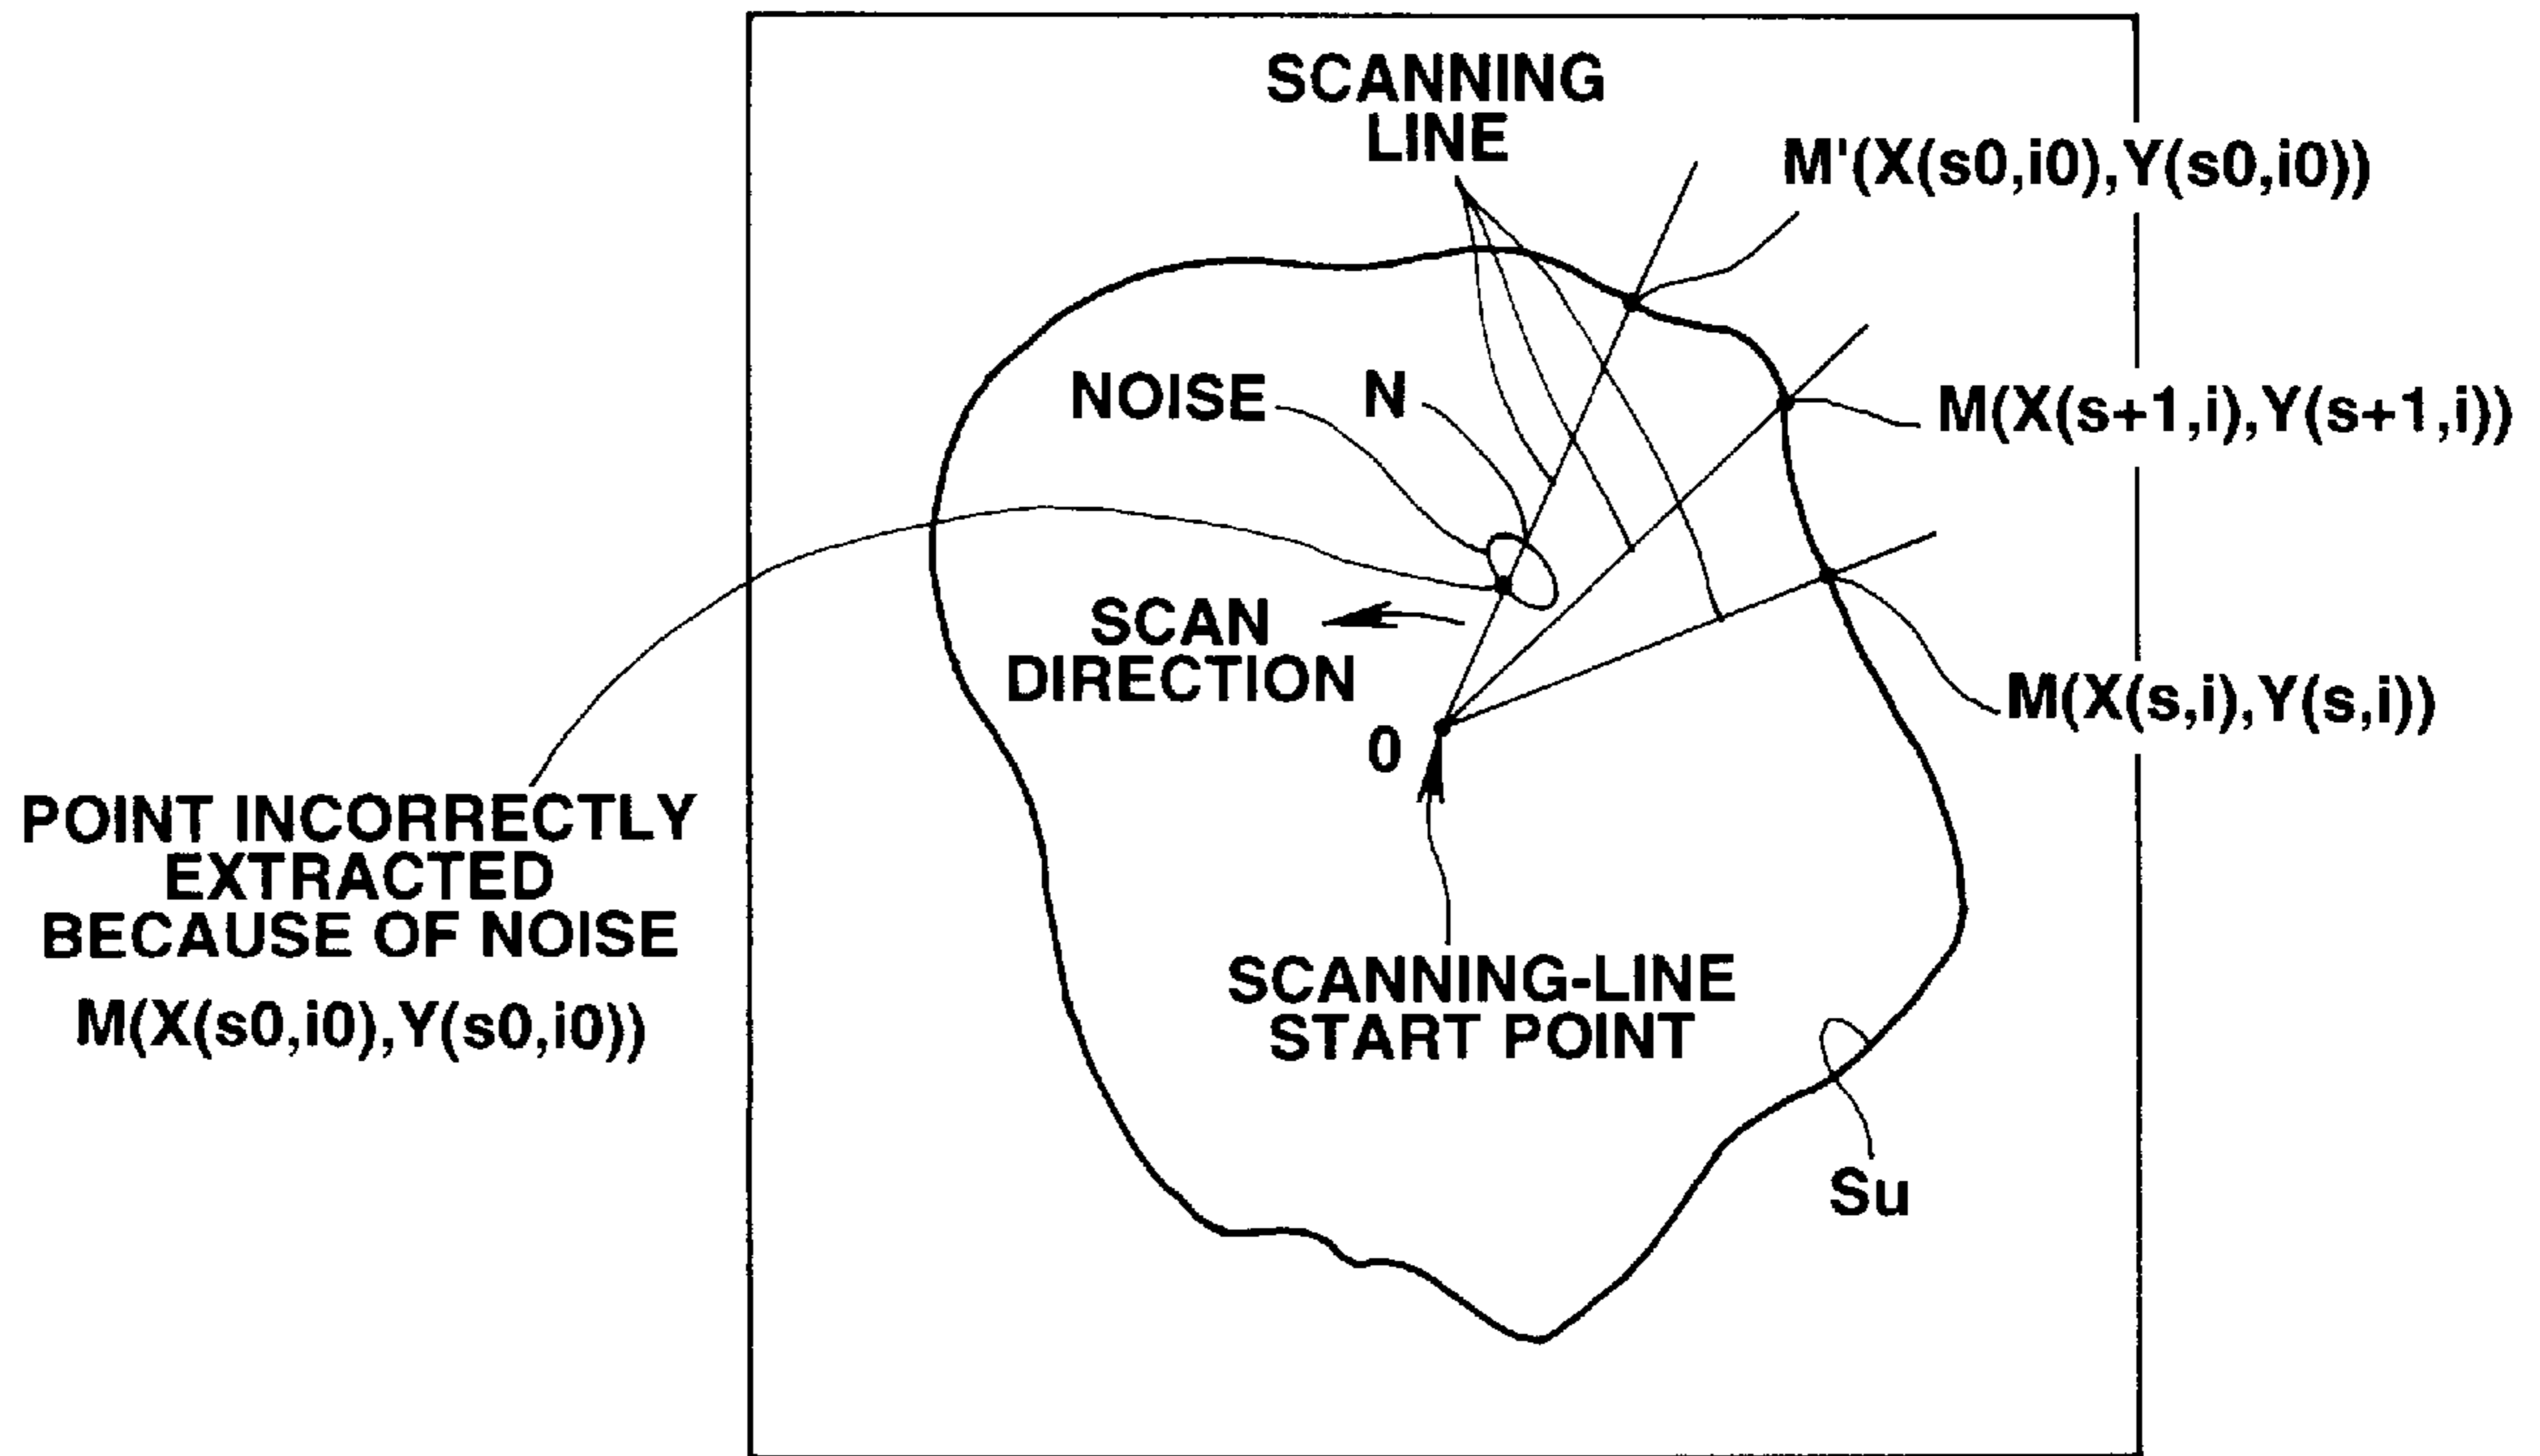 SCANNING
LINE
M'(X(s0,i0),Y(s0,i0))
NOISE
N
M(X(s+1,i),Y(s+1,i))
SCAN
DIRECTION
M(X(s,i),Y(s,i))
0
POINT INCORRECTLY
EXTRACTED
BECAUSE OF NOISE
M(X(s0,i0),Y(s0,i0))
SCANNING-LINE
START POINT
Su